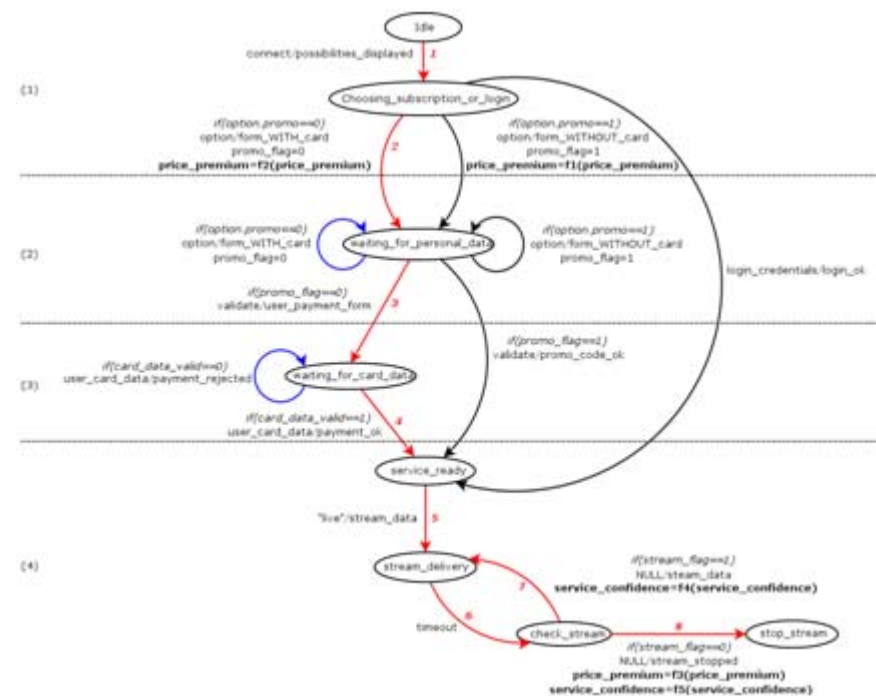 Idle
connect/possibilities_displayed
1
(1)
Choosing_subscription_or_login
if(option.promo==0)
option/form_WITH_card
promo_flag=0
price_premium=f2(price_premium)
2
if(option.promo==1)
option/form_WITHOUT_card
promo_flag=1
price_premium=f1(price_premium)
(2)
if(option.promo==0)
option/form_WITH_card
promo_flag=0
waiting_for_personal_data
if(option.promo==1)
option/form_WITHOUT_card
promo_flag=1
login_credentials/login_ok
if(promo_flag==0)
validate/user_payment_form
3
if(promo_flag==1)
validate/promo_code_ok
(3)
if(card_data_valid==0)
user_card_data/payment_rejected
waiting_for_card_data
if(card_data_valid==1)
user_card_data/payment_ok
4
service_ready
"live"/stream_data
5
(4)
stream_delivery
if(stream_flag==1)
NULL/steam_data
service_confidence=f4(service_confidence)
7
timeout
6
check_stream
8
stop_stream
if(stream_flag==0)
NULL/stream_stopped
price_premium=f3(price_premium)
service_confidence=f5(service_confidence)